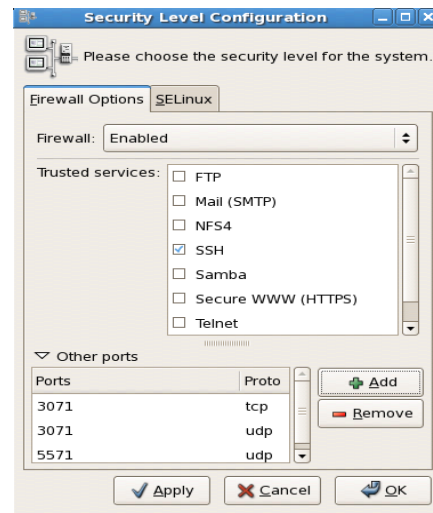 Security Level Configuration
Please choose the security level for the system.
Firewall Options SELinux
Firewall: Enabled
Trusted services:
FTP
Mail (SMTP)
NFS4
SSH
Samba
Secure WWW (HTTPS)
Telnet
Other ports
Ports Proto
3071 tcp
3071 udp
5571 udp
Add
Remove
Apply Cancel OK